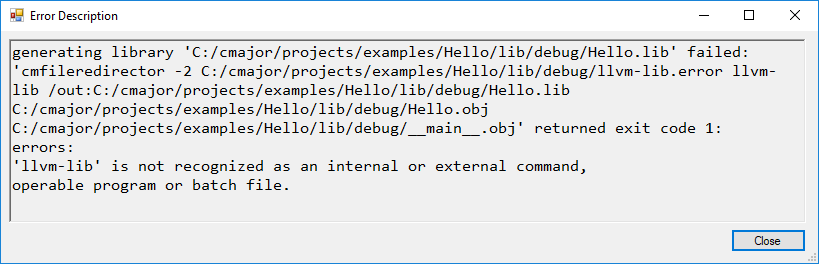 Error Description
generating library 'C:/cmajor/projects/examples/Hello/lib/debug/Hello.lib' failed:
'cmfileredirector -2 C:/cmajor/projects/examples/Hello/lib/debug/llvm-lib.error llvm-
lib /out:C:/cmajor/projects/examples/Hello/lib/debug/Hello.lib
C:/cmajor/projects/examples/Hello/lib/debug/Hello.obj
C:/cmajor/projects/examples/Hello/lib/debug/__main__.obj' returned exit code 1:
errors:
'llvm-lib' is not recognized as an internal or external command,
operable program or batch file.
Close